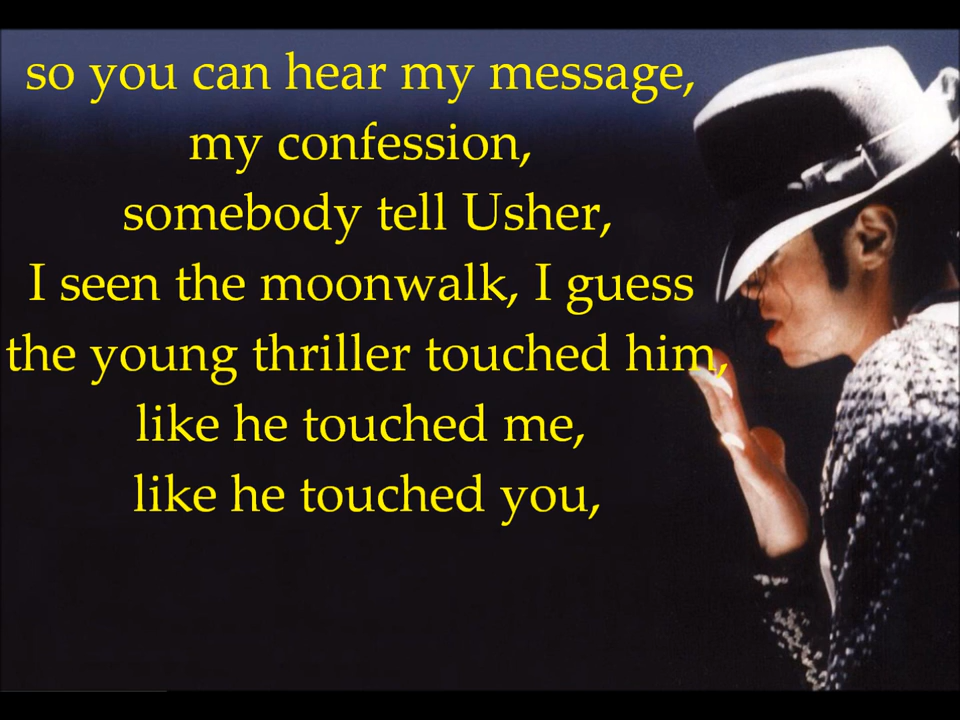 so you can hear my message,
my confession,
somebody tell Usher,
I seen the moonwalk, I guess
the young thriller touched him,
like he touched me,
like he touched you,